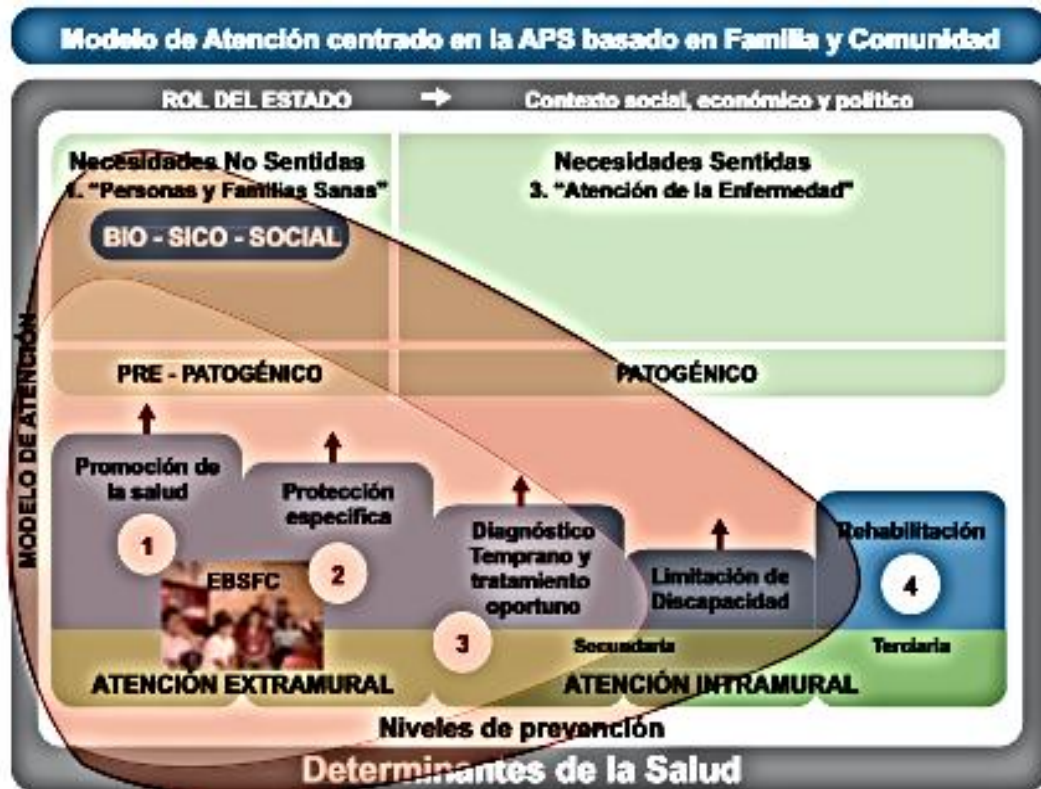 Modelo de Atención centrado en la APS basado en Familia y Comunidad
ROL DEL ESTADO
Contexto social, económico y político
Necesidades No Sentidas
1. “Personas y Familias Sanas”
BIO - SICO - SOCIAL
Necesidades Sentidas
3. “Atención de la Enfermedad”
MODELO DE ATENCIÓN
PRE - PATOGÉNICO
PATOGÉNICO
Promoción de
la salud
1
Protección
especifica
2
EBSFC
Diagnóstico
Temprano y
tratamiento
oportuno
3
Limitación de
Discapacidad
Rehabilitación
4
Secundaría
Terciaria
ATENCIÓN EXTRAMURAL
ATENCIÓN INTRAMURAL
Niveles de prevención
Determinantes de la Salud